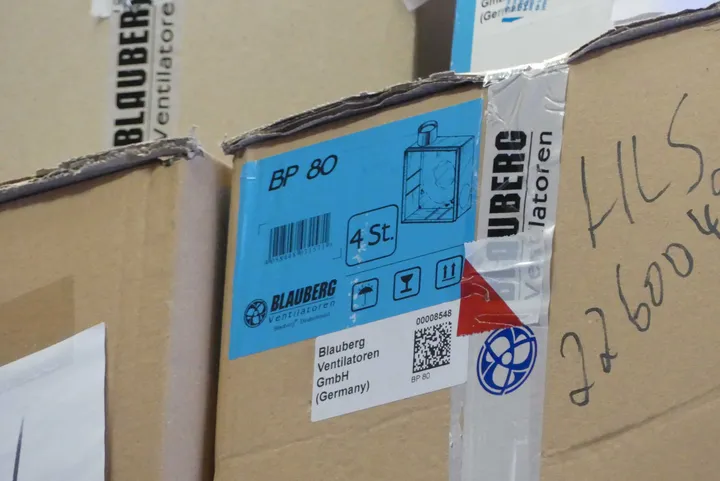 BLAUBERG
Ventilatoren
(Germany)
BP 80
4 St.
BLAUBERG
Ventilatoren
BLAUBERG
Ventilatoren
00008548
Blauberg
Ventilatoren
GmbH
(Germany)
BP 80
HLS
22600